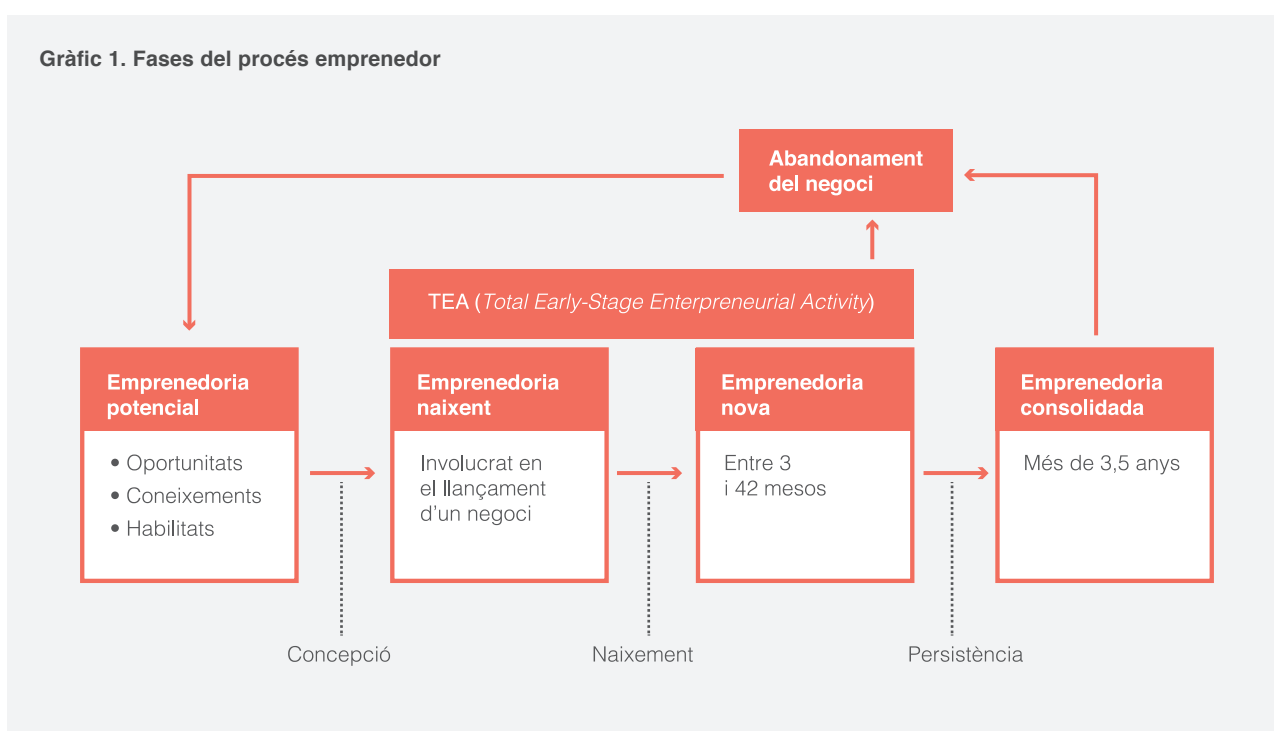 Gràfic 1. Fases del procés emprenedor
Abandonament
del negoci
TEA (Total Early-Stage Enterpreneurial Activity)
Emprenedoria
potencial
• Oportunitats
• Coneixements
• Habilitats
Emprenedoria
naixent
Involucrat en
el llançament
d'un negoci
Emprenedoria
nova
Entre 3
i 42 mesos
Emprenedoria
consolidada
Més de 3,5 anys
Concepció
Naixement
Persistència